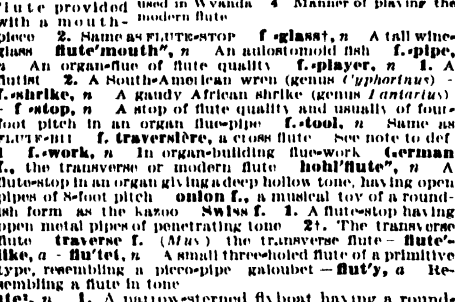 flute provided used in Wyanda 4 Manner of playing the
with a mouth- modern flute
piece 2. Same as FLUTE-STOP f.-glass†, n A tall wine-
glass flute'mouth", n An aulostomoid fish f.-pipe,
n An organ-flue of flute quality f.-player, n 1. A
flutist 2. A South-American wren (genus Cyphorhinus) -
f.-shrike, n A gaudy African shrike (genus Laniarius)
- f.-stop, n A stop of flute quality and usually of four-
foot pitch in an organ flue-pipe f.-tool, n Same as
FLUTE-BIT f. traversière, a cross flute See note to def
1 f.-work, n In organ-building flue-work German
f., the transverse or modern flute hohl'flute", n A
flute-stop in an organ giving a deep hollow tone, having open
pipes of 8-foot pitch onion f., a musical toy of a round-
ish form as the kazoo Swiss f. 1. A flute-stop having
open metal pipes of penetrating tone 2†. The transverse
flute traverse f. (Mus) the transverse flute - flute'-
like, a - flu'tet, n A small three-holed flute of a primitive
type, resembling a picco-pipe galoubet - flut'y, a Re-
sembling a flute in tone
n 1. A narrow-sterned flyboat having a round-